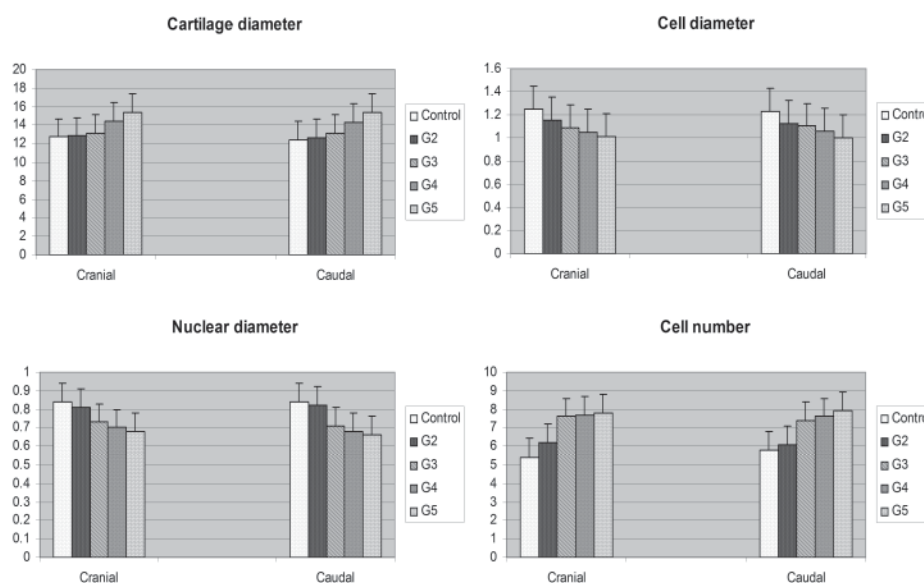 Cartilage diameter
20
18
16
14
12
10
8
6
4
2
0
Cranial
Caudal
Control
G2
G3
G4
G5
Cell diameter
1.6
1.4
1.2
1
0.8
0.6
0.4
0.2
0
Cranial
Caudal
Control
G2
G3
G4
G5
Nuclear diameter
1
0.9
0.8
0.7
0.6
0.5
0.4
0.3
0.2
0.1
0
Cranial
Caudal
Control
G2
G3
G4
G5
Cell number
10
9
8
7
6
5
4
3
2
1
0
Cranial
Caudal
Control
G2
G3
G4
G5